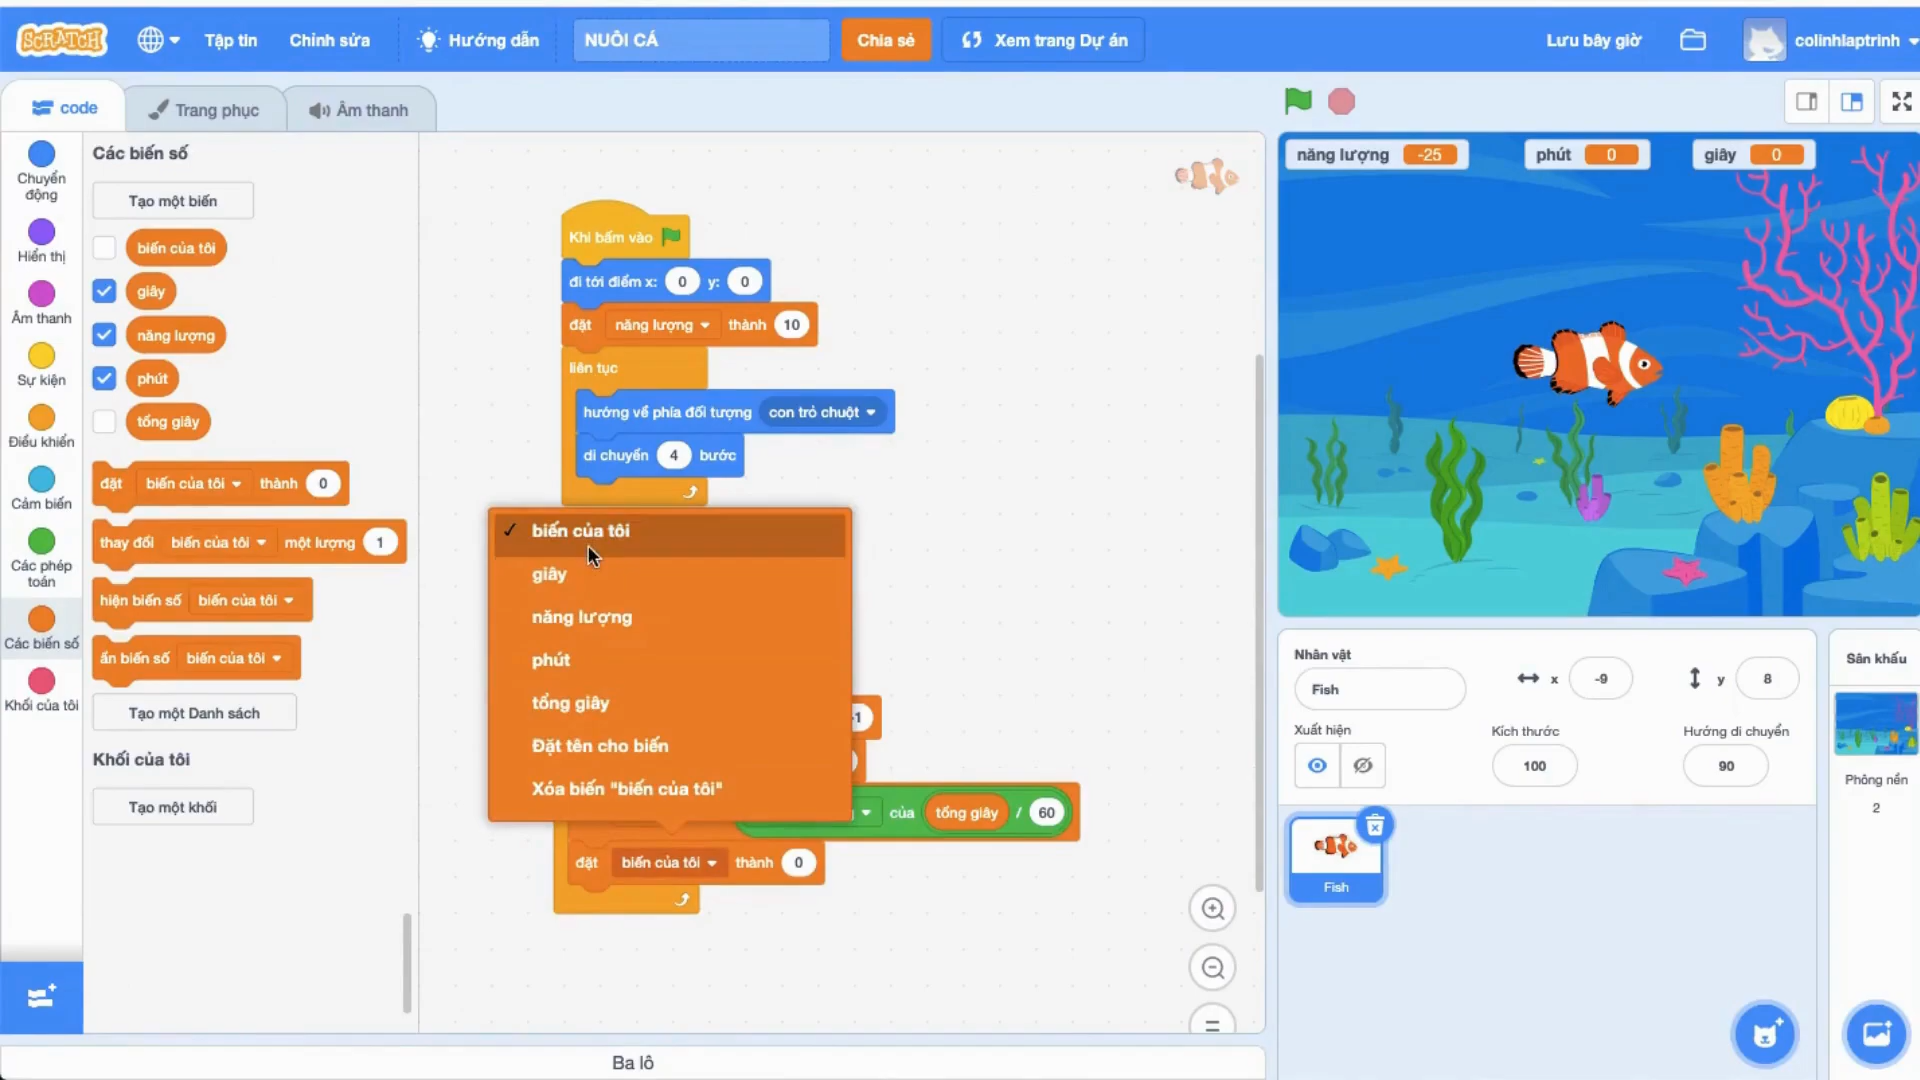 SCRATCH
Tập tin
Chỉnh sửa
Hướng dẫn
NUÔI CÁ
Chia sẻ
Xem trang Dự án
Lưu bây giờ
colinhlaptrinh
code
Trang phục
Âm thanh
Chuyển động
Hiển thị
Âm thanh
Sự kiện
Điều khiển
Cảm biến
Các phép toán
Các biến số
Khối của tôi
Các biến số
Tạo một biến
biến của tôi
giây
năng lượng
phút
tổng giây
đặt biến của tôi thành 0
thay đổi biến của tôi một lượng 1
hiện biến số biến của tôi
ẩn biến số biến của tôi
Tạo một Danh sách
Khối của tôi
Tạo một khối
Khi bấm vào
đi tới điểm x: 0 y: 0
đặt năng lượng thành 10
liên tục
hướng về phía đối tượng con trỏ chuột
di chuyển 4 bước
biến của tôi
giây
năng lượng
phút
tổng giây
Đặt tên cho biến
Xóa biến "biến của tôi"
-1
của tổng giây / 60
đặt biến của tôi thành 0
Ba lô
năng lượng -25
phút 0
giây 0
Nhân vật
Fish
x -9
y 8
Xuất hiện
Kích thước
100
Hướng di chuyển
90
Fish
Sân khấu
Phông nền
2